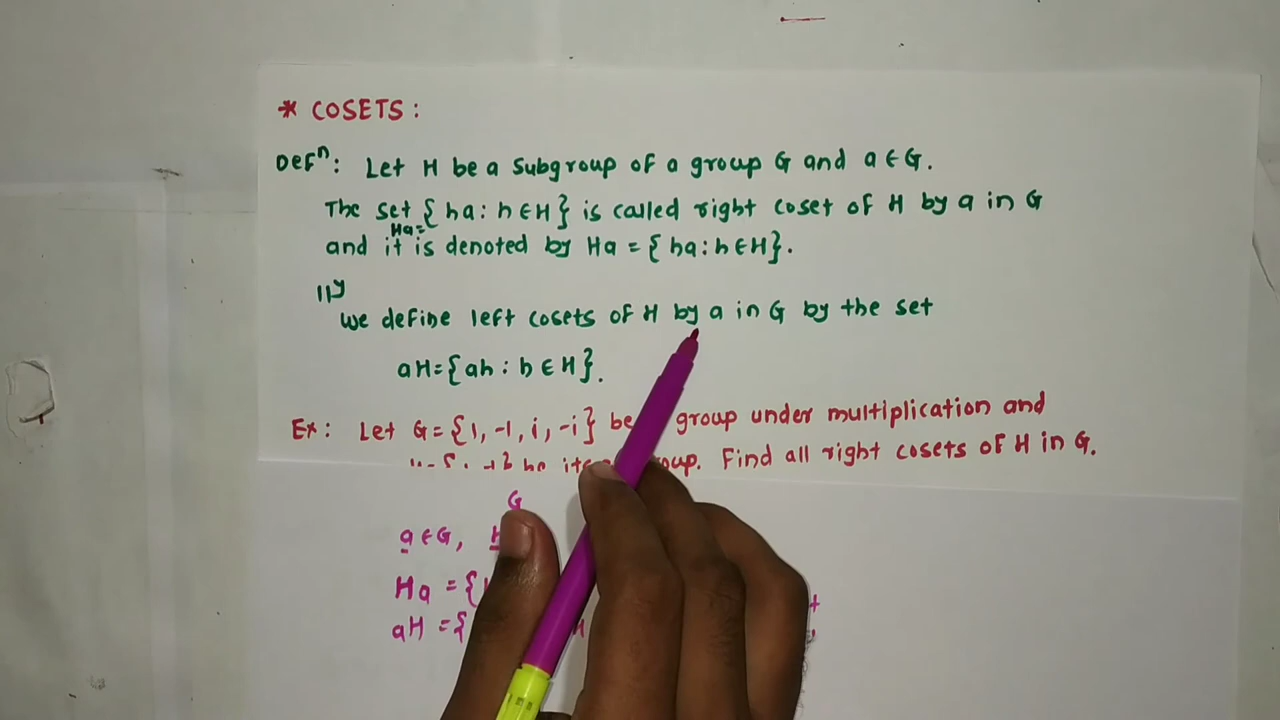 * COSETS:
Defⁿ: Let H be a subgroup of a group G and a∈G.
The set {ha : h∈H} is called right coset of H by a in G
Ha=
and it is denoted by Ha = {ha : h∈H}.
|||ly
we define left cosets of H by a in G by the set
aH={ah : h∈H}.
Ex: Let G={1, -1, i, -i} be group under multiplication and
Find all right cosets of H in G.
G
a∈G,
Ha = {
aH = {